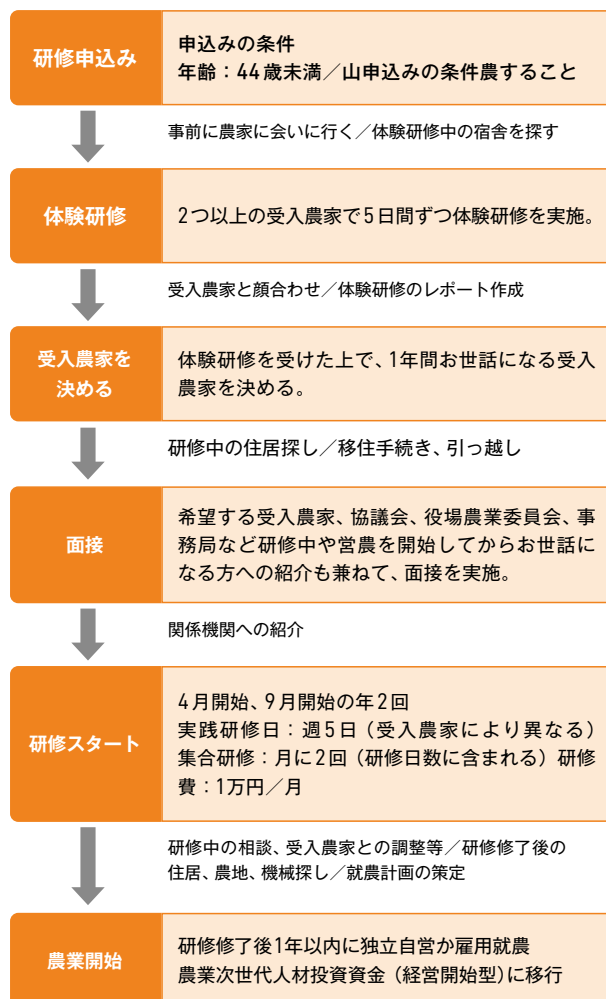 研修申込み
申込みの条件
年齢：44歳未満／山申込みの条件農すること
事前に農家に会いに行く／体験研修中の宿舎を探す
体験研修
2つ以上の受入農家で5日間ずつ体験研修を実施。
受入農家と顔合わせ／体験研修のレポート作成
受入農家を
決める
体験研修を受けた上で、1年間お世話になる受入
農家を決める。
研修中の住居探し／移住手続き、引っ越し
面接
希望する受入農家、協議会、役場農業委員会、事
務局など研修中や営農を開始してからお世話に
なる方への紹介も兼ねて、面接を実施。
関係機関への紹介
研修スタート
4月開始、9月開始の年2回
実践研修日：週5日（受入農家により異なる）
集合研修：月に2回（研修日数に含まれる）研修
費：1万円／月
研修中の相談、受入農家との調整等／研修修了後の
住居、農地、機械探し／就農計画の策定
農業開始
研修修了後1年以内に独立自営か雇用就農
農業次世代人材投資資金（経営開始型）に移行